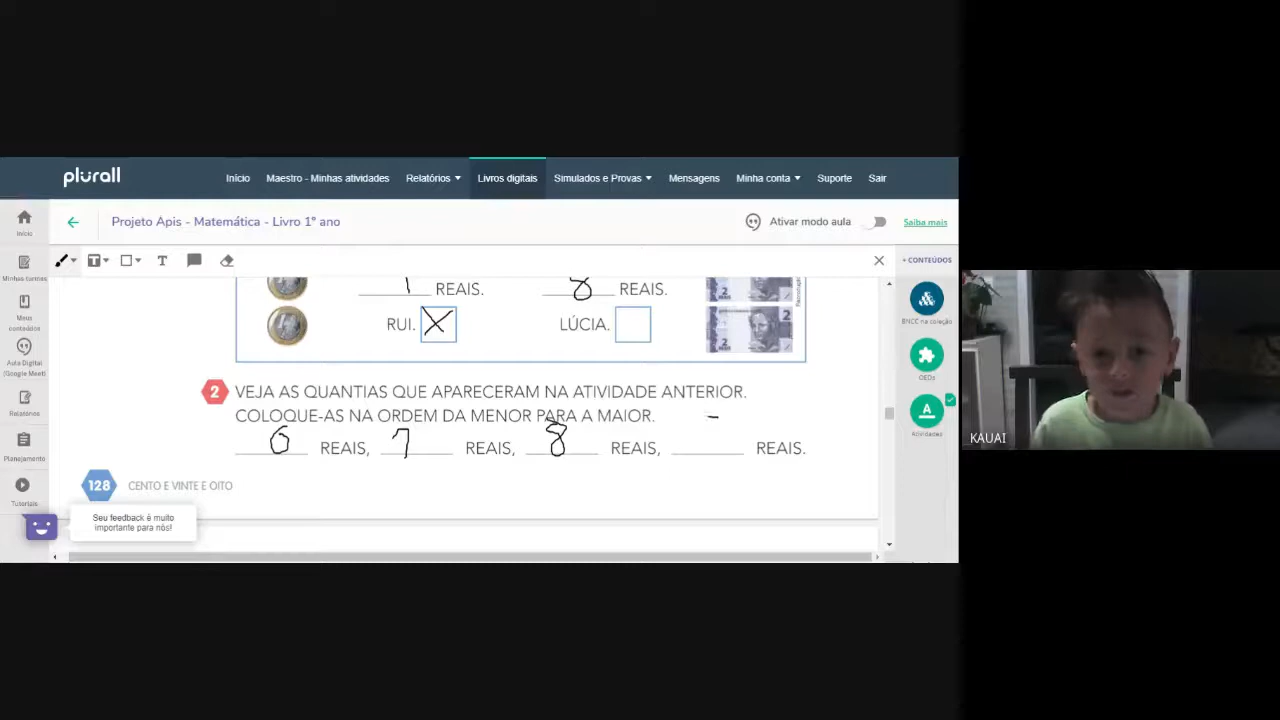 plurall
Início Maestro - Minhas atividades Relatórios Livros digitais Simulados e Provas Mensagens Minha conta Suporte Sair
Projeto Apis - Matemática - Livro 1º ano
Ativar modo aula Saiba mais
Início
Minhas turmas
Meus conteúdos
Aula Digital (Google Meet)
Relatórios
Planejamento
Tutoriais
T T
+ CONTEÚDOS
BNCC na coleção
OEDs
Atividades
REAIS. 8 REAIS.
RUI. X LÚCIA.
2 REAIS 2
2 VEJA AS QUANTIAS QUE APARECERAM NA ATIVIDADE ANTERIOR.
COLOQUE-AS NA ORDEM DA MENOR PARA A MAIOR.
6 REAIS, 7 REAIS, 8 REAIS, REAIS.
128 CENTO E VINTE E OITO
Seu feedback é muito
importante para nós!
KAUAI